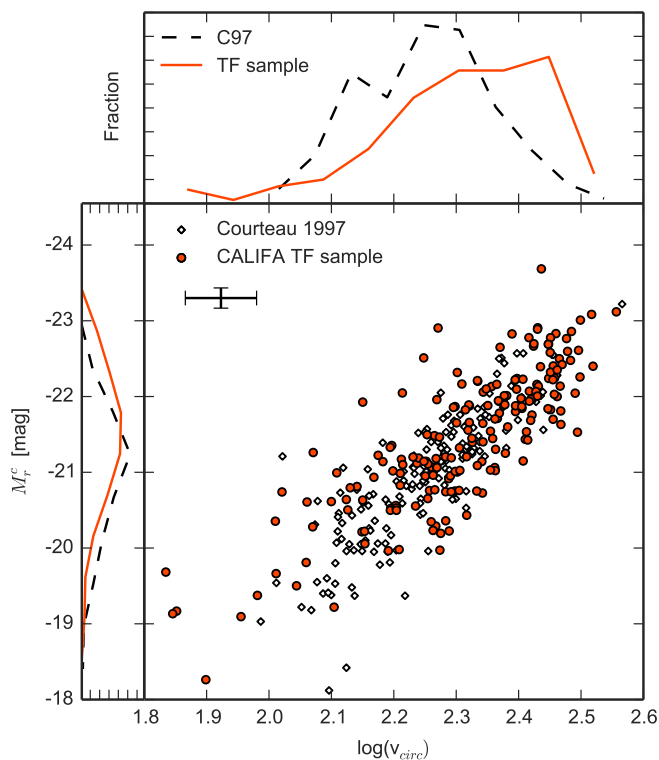 C97
TF sample
Fraction
Courteau 1997
CALIFA TF sample
-24
-23
-22
-21
-20
-19
-18
M_r^c [mag]
1.8 1.9 2.0 2.1 2.2 2.3 2.4 2.5 2.6
log(v_circ)